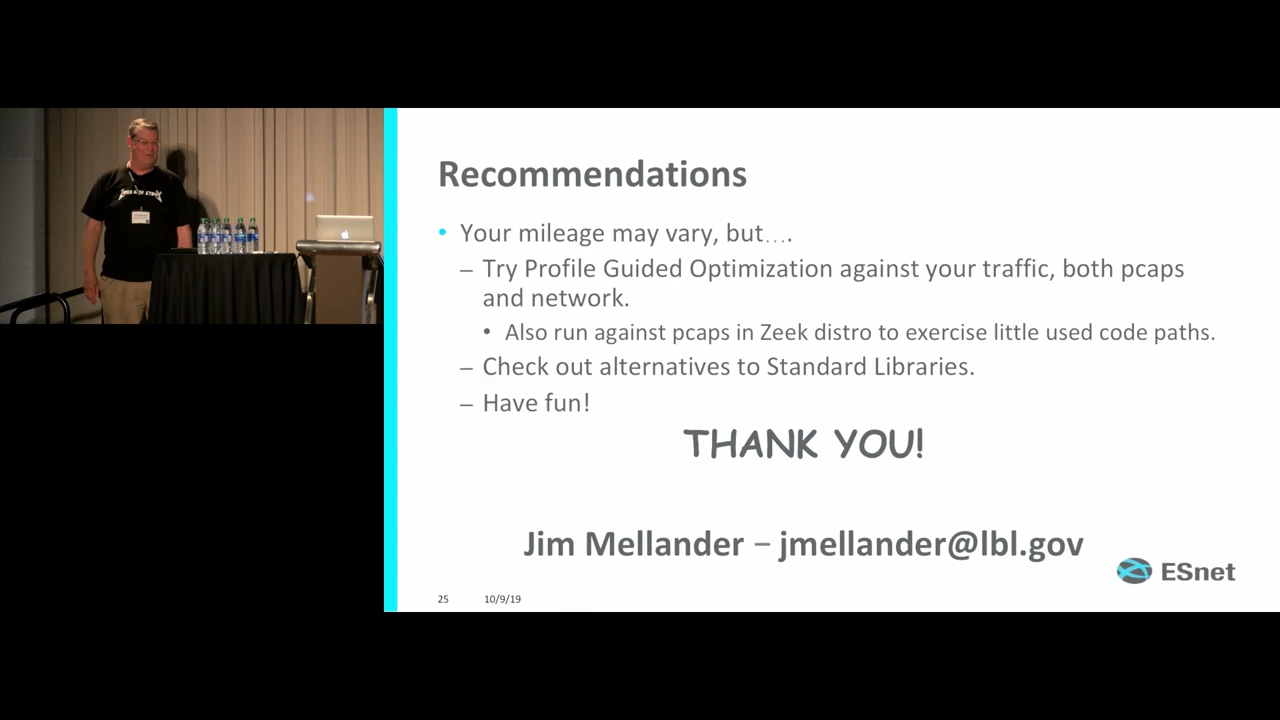 Recommendations
• Your mileage may vary, but….
– Try Profile Guided Optimization against your traffic, both pcaps
and network.
• Also run against pcaps in Zeek distro to exercise little used code paths.
– Check out alternatives to Standard Libraries.
– Have fun!
THANK YOU!
Jim Mellander – jmellander@lbl.gov
ESnet
25 10/9/19